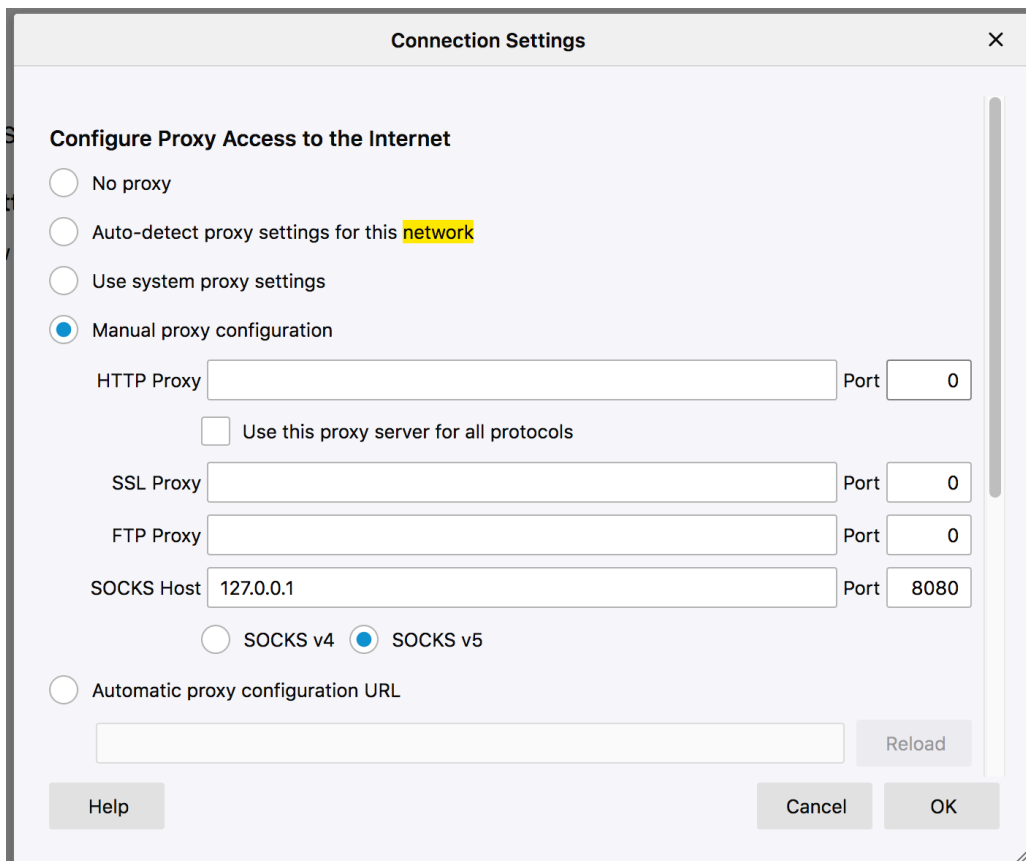 Connection Settings
Configure Proxy Access to the Internet
No proxy
Auto-detect proxy settings for this network
Use system proxy settings
Manual proxy configuration
HTTP Proxy Port 0
Use this proxy server for all protocols
SSL Proxy Port 0
FTP Proxy Port 0
SOCKS Host 127.0.0.1 Port 8080
SOCKS v4 SOCKS v5
Automatic proxy configuration URL
Reload
Help Cancel OK